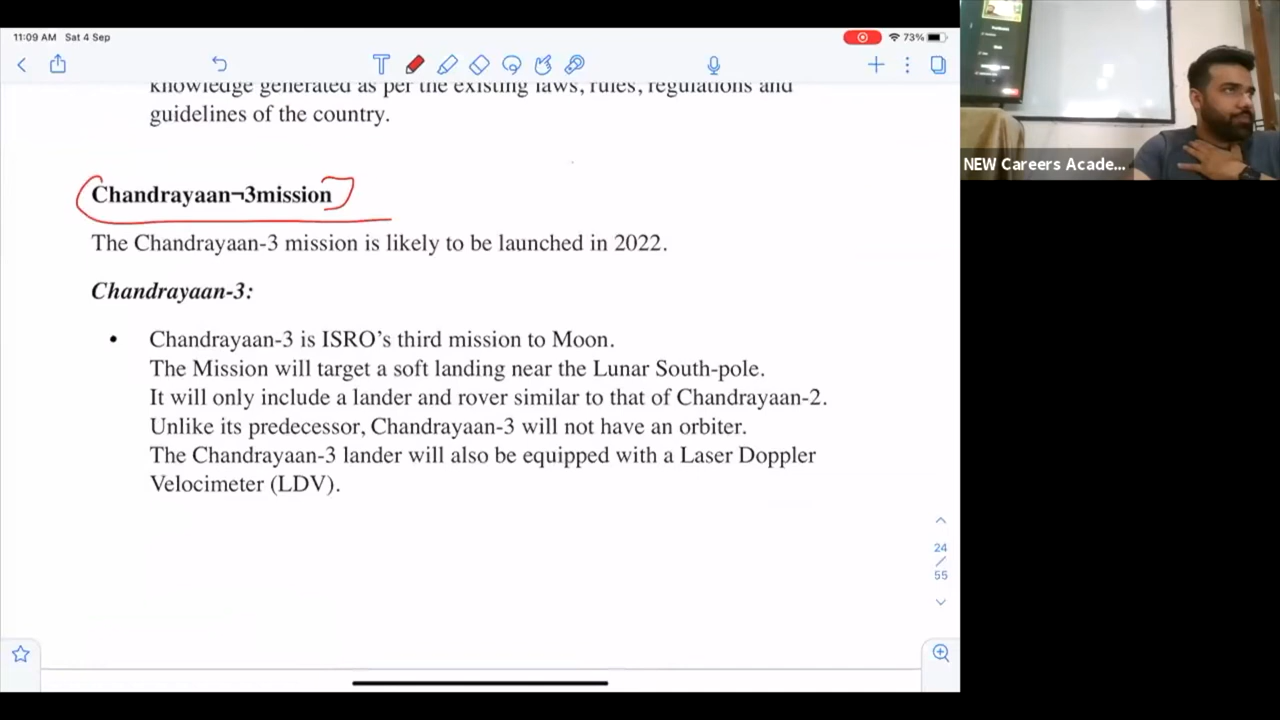 11:09 AM Sat 4 Sep
73%
knowledge generated as per the existing laws, rules, regulations and
guidelines of the country.
Chandrayaan¬3mission
The Chandrayaan-3 mission is likely to be launched in 2022.
Chandrayaan-3:
• Chandrayaan-3 is ISRO’s third mission to Moon.
The Mission will target a soft landing near the Lunar South-pole.
It will only include a lander and rover similar to that of Chandrayaan-2.
Unlike its predecessor, Chandrayaan-3 will not have an orbiter.
The Chandrayaan-3 lander will also be equipped with a Laser Doppler
Velocimeter (LDV).
24
/
55
NEW Careers Acade...